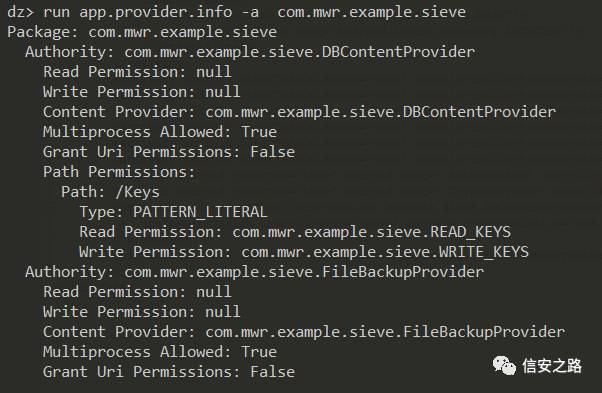 dz> run app.provider.info -a  com.mwr.example.sieve
Package: com.mwr.example.sieve
  Authority: com.mwr.example.sieve.DBContentProvider
    Read Permission: null
    Write Permission: null
    Content Provider: com.mwr.example.sieve.DBContentProvider
    Multiprocess Allowed: True
    Grant Uri Permissions: False
    Path Permissions:
      Path: /Keys
        Type: PATTERN_LITERAL
        Read Permission: com.mwr.example.sieve.READ_KEYS
        Write Permission: com.mwr.example.sieve.WRITE_KEYS
  Authority: com.mwr.example.sieve.FileBackupProvider
    Read Permission: null
    Write Permission: null
    Content Provider: com.mwr.example.sieve.FileBackupProvider
    Multiprocess Allowed: True
    Grant Uri Permissions: False
信安之路